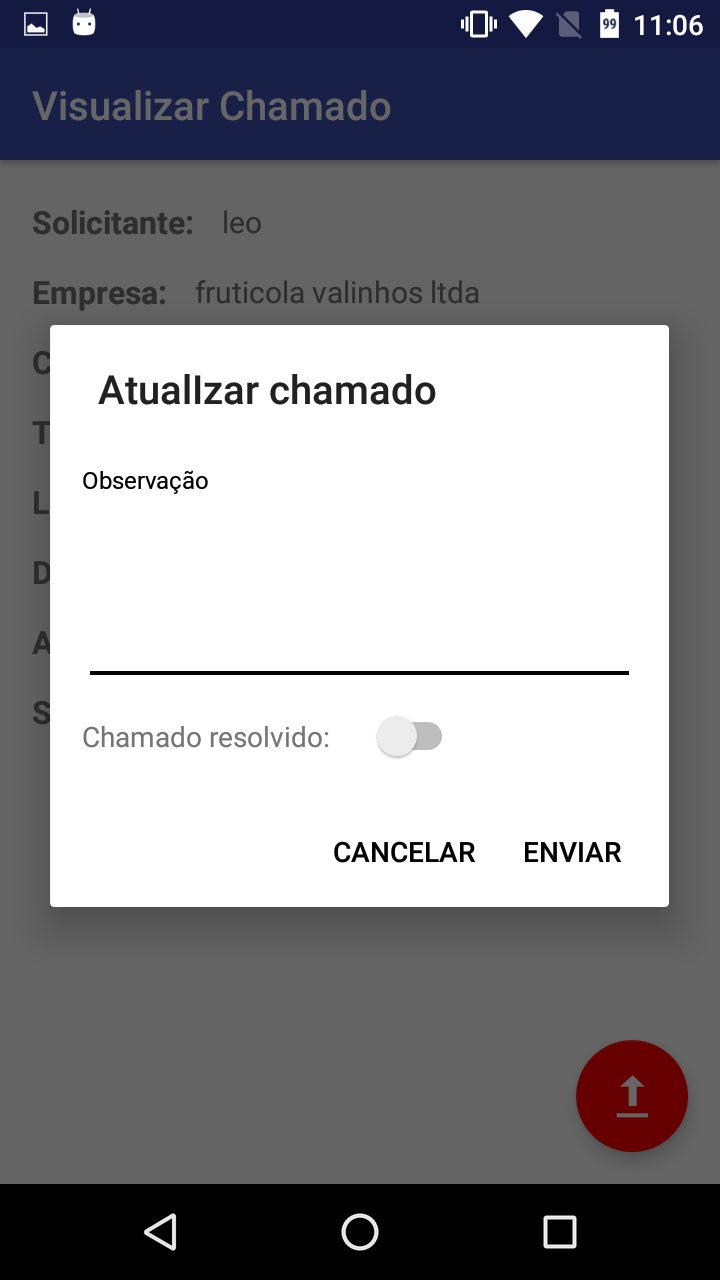 99 11:06
Visualizar Chamado
Solicitante: leo
Empresa: fruticola valinhos ltda
C
T
L
D
A
S
AtualIzar chamado
Observação
Chamado resolvido:
CANCELAR ENVIAR